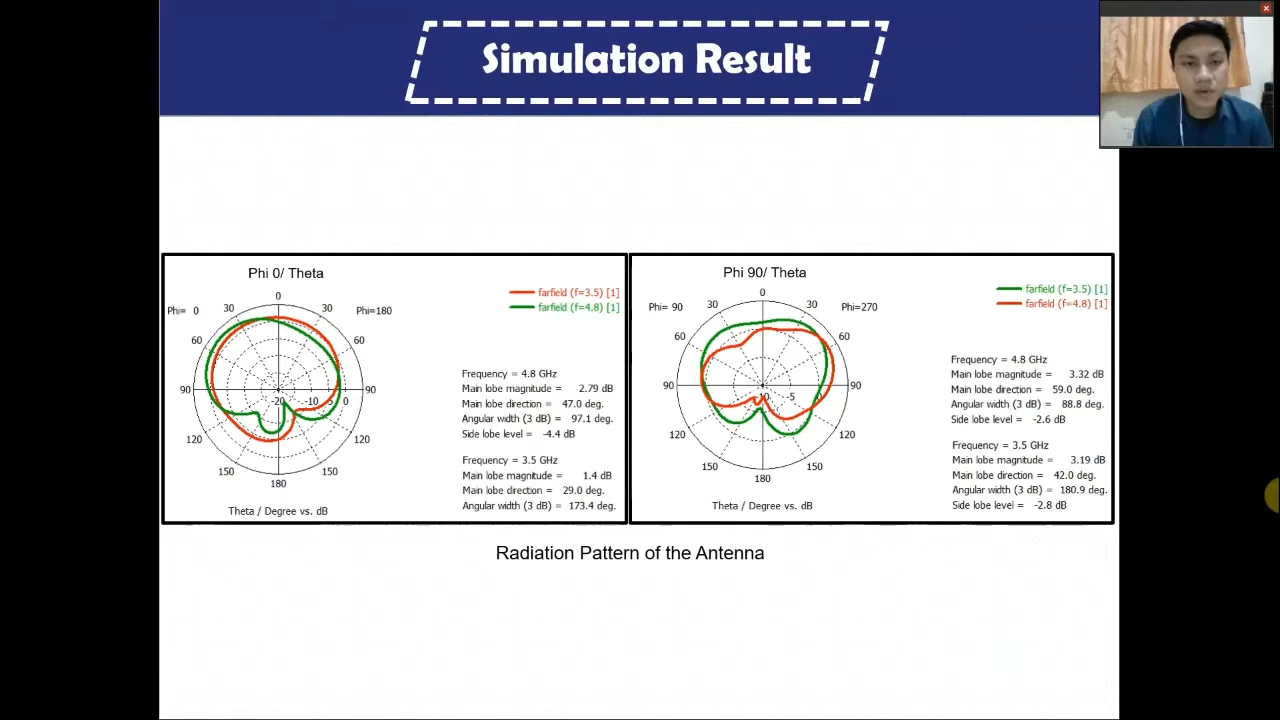 Simulation Result
Phi 0/ Theta
Phi= 0
30
0
30
Phi=180
60
60
90
-20
-10
-5
0
90
120
120
150
150
180
Theta / Degree vs. dB
farfield (f=3.5) [1]
farfield (f=4.8) [1]
Frequency = 4.8 GHz
Main lobe magnitude = 2.79 dB
Main lobe direction = 47.0 deg.
Angular width (3 dB) = 97.1 deg.
Side lobe level = -4.4 dB
Frequency = 3.5 GHz
Main lobe magnitude = 1.4 dB
Main lobe direction = 29.0 deg.
Angular width (3 dB) = 173.4 deg.
Phi 90/ Theta
Phi= 90
30
0
30
Phi=270
60
60
90
-10
-5
0
90
120
120
150
150
180
Theta / Degree vs. dB
farfield (f=3.5) [1]
farfield (f=4.8) [1]
Frequency = 4.8 GHz
Main lobe magnitude = 3.32 dB
Main lobe direction = 59.0 deg.
Angular width (3 dB) = 88.8 deg.
Side lobe level = -2.6 dB
Frequency = 3.5 GHz
Main lobe magnitude = 3.19 dB
Main lobe direction = 42.0 deg.
Angular width (3 dB) = 180.9 deg.
Side lobe level = -2.8 dB
Radiation Pattern of the Antenna